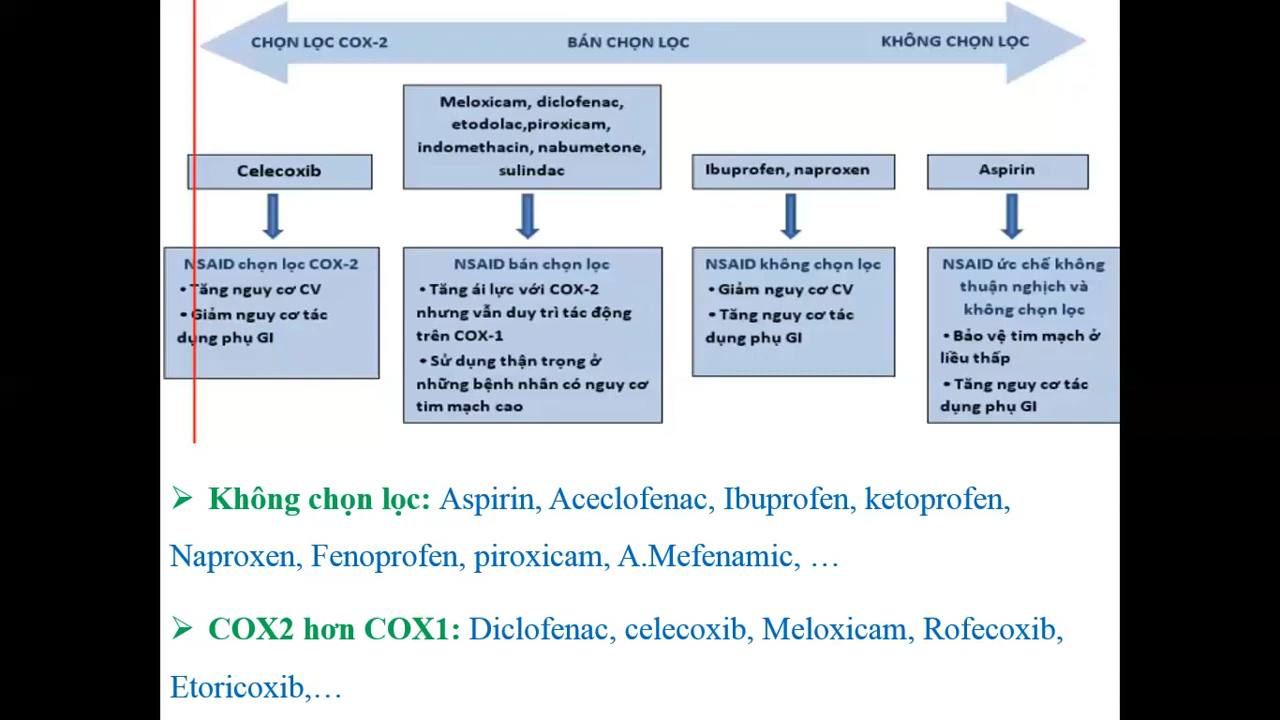 CHỌN LỌC COX-2
BÁN CHỌN LỌC
KHÔNG CHỌN LỌC
Celecoxib
Meloxicam, diclofenac,
etodolac,piroxicam,
indomethacin, nabumetone,
sulindac
Ibuprofen, naproxen
Aspirin
NSAID chọn lọc COX-2
• Tăng nguy cơ CV
• Giảm nguy cơ tác
dụng phụ GI
NSAID bán chọn lọc
• Tăng ái lực với COX-2
nhưng vẫn duy trì tác động
trên COX-1
• Sử dụng thận trọng ở
những bệnh nhân có nguy cơ
tim mạch cao
NSAID không chọn lọc
• Giảm nguy cơ CV
• Tăng nguy cơ tác
dụng phụ GI
NSAID ức chế không
thuận nghịch và
không chọn lọc
• Bảo vệ tim mạch ở
liều thấp
• Tăng nguy cơ tác
dụng phụ GI
➢ Không chọn lọc: Aspirin, Aceclofenac, Ibuprofen, ketoprofen,
Naproxen, Fenoprofen, piroxicam, A.Mefenamic, …
➢ COX2 hơn COX1: Diclofenac, celecoxib, Meloxicam, Rofecoxib,
Etoricoxib,…